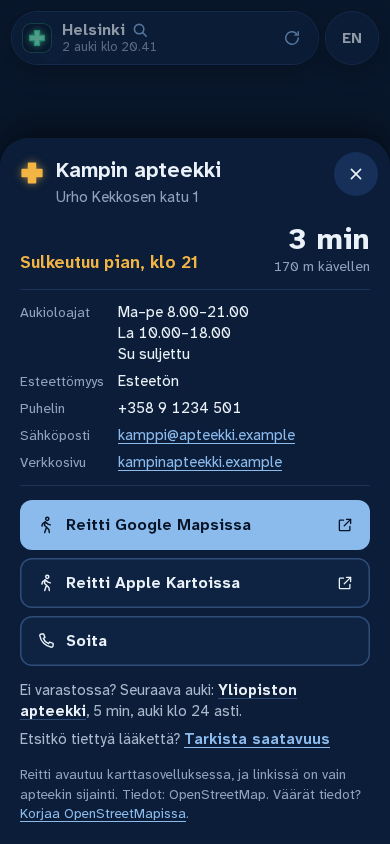 Helsinki
2 auki klo 20.41
EN
Kampin apteekki
Urho Kekkosen katu 1
3 min
Sulkeutuu pian, klo 21
170 m kävellen
Aukioloajat
Ma–pe 8.00–21.00
La 10.00–18.00
Su suljettu
Esteettömyys
Esteetön
Puhelin
+358 9 1234 501
Sähköposti
kamppi@apteekki.example
Verkkosivu
kampinapteekki.example
Reitti Google Mapsissa
Reitti Apple Kartoissa
Soita
Ei varastossa? Seuraava auki: Yliopiston
apteekki, 5 min, auki klo 24 asti.
Etsitkö tiettyä lääkettä? Tarkista saatavuus
Reitti avautuu karttasovelluksessa, ja linkissä on vain
apteekin sijainti. Tiedot: OpenStreetMap. Väärät tiedot?
Korjaa OpenStreetMapissa.